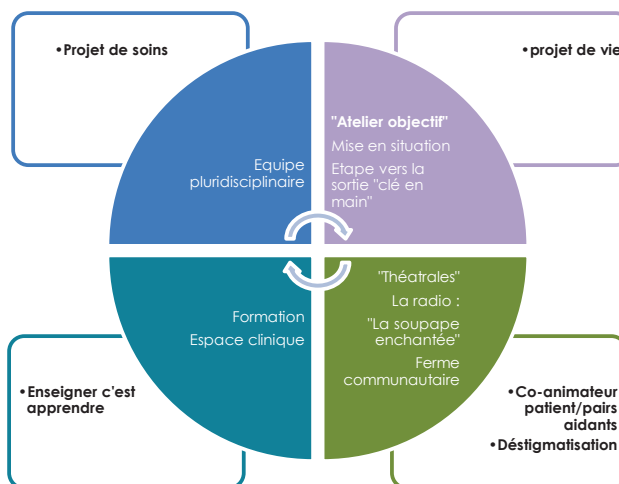 •Projet de soins
•projet de vie
"Atelier objectif"
Mise en situation
Etape vers la
sortie "clé en
main"
Equipe
pluridisciplinaire
Formation
Espace clinique
"Théatrales"
La radio :
"La soupape
enchantée"
Ferme
communautaire
•Enseigner c'est
apprendre
•Co-animateur
patient/pairs
aidants
•Déstigmatisation